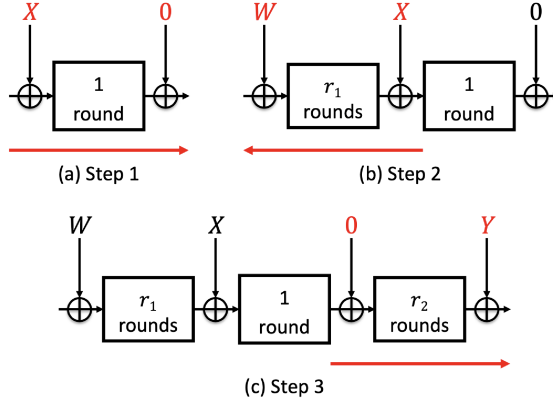 X 0
1
round
(a) Step 1
W X 0
r₁
rounds
1
round
(b) Step 2
W X 0 Y
r₁
rounds
1
round
r₂
rounds
(c) Step 3